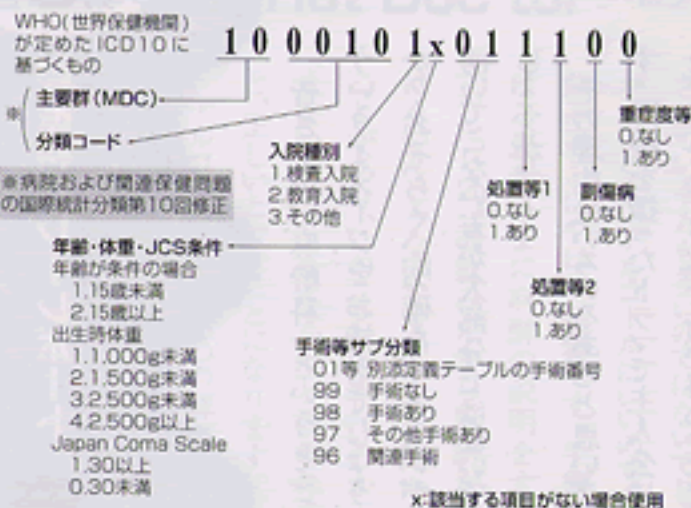 WHO(世界保健機関)
が定めた ICD10 に
基づくもの
10 0010 1x01 1 1 0 0
※
主要群(MDC)
分類コード
※病院および関連保健問題
の国際統計分類第10回修正
入院種別
1.検査入院
2.教育入院
3.その他
重症度等
0.なし
1.あり
処置等1
0.なし
1.あり
副傷病
0.なし
1.あり
処置等2
0.なし
1.あり
年齢・体重・JCS条件
年齢が条件の場合
1.15歳未満
2.15歳以上
出生時体重
1.1.000g未満
2.1.500g未満
3.2.500g未満
4.2.500g以上
Japan Coma Scale
1.30以上
0.30未満
手術等サブ分類
01等 別添定義テーブルの手術番号
99 手術なし
98 手術あり
97 その他手術あり
96 関連手術
x:該当する項目がない場合使用